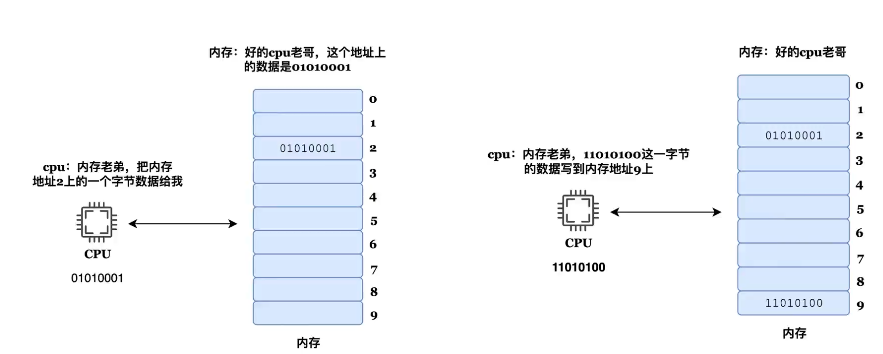 内存：好的cpu老哥，这个地址上
的数据是01010001
0
1
01010001 2
3
4
5
6
7
8
9
内存
cpu：内存老弟，把内存
地址2上的一个字节数据给我
CPU
01010001
内存：好的cpu老哥
0
1
01010001 2
3
4
5
6
7
8
11010100 9
内存
cpu：内存老弟，11010100这一字节
的数据写到内存地址9上
CPU
11010100